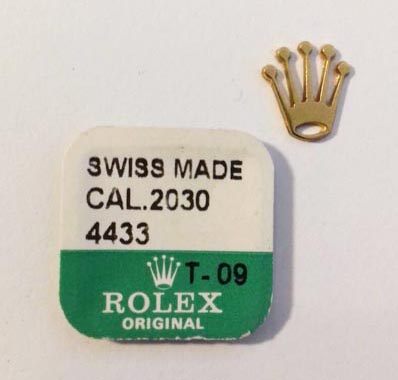 SWISS MADE
CAL.2030
4433
T-09
ROLEX
ORIGINAL